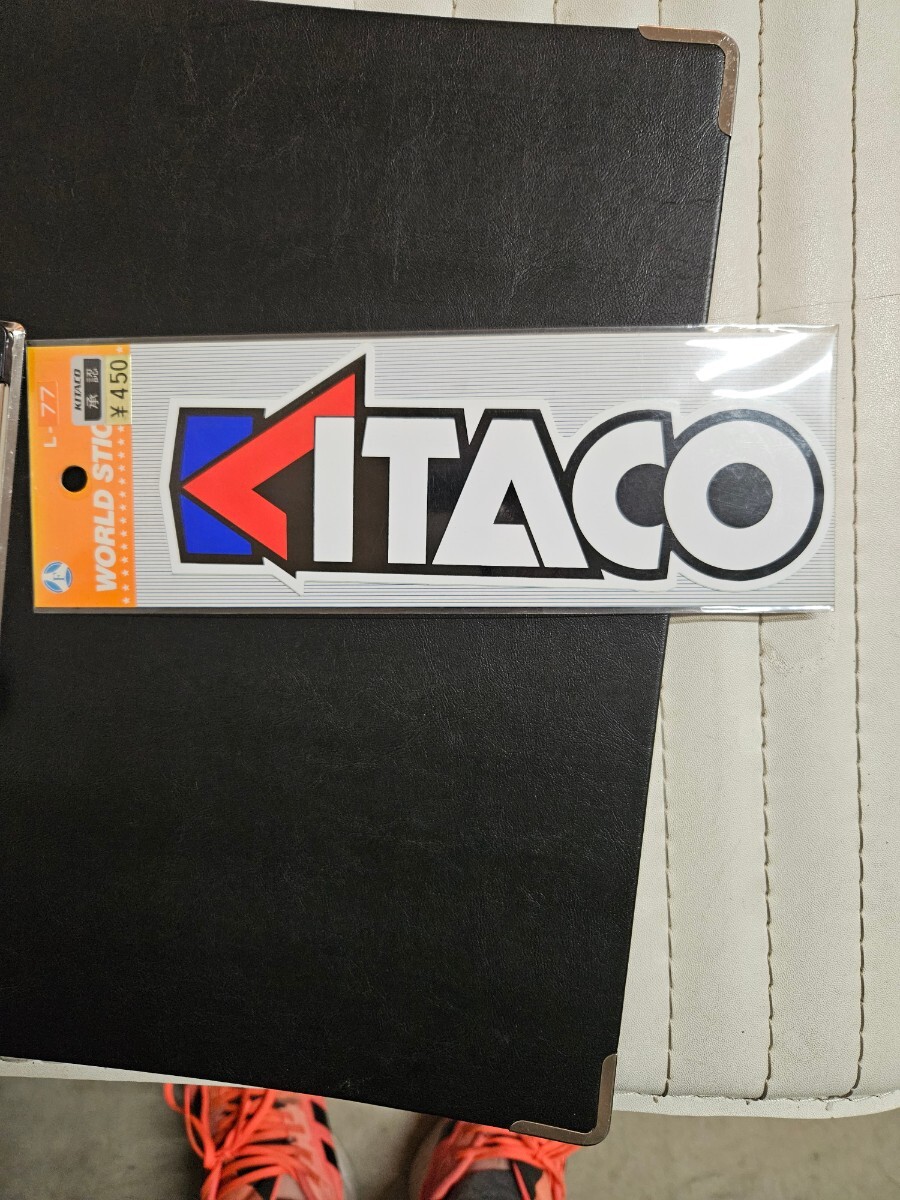 KITACO
L-77
KITACO
承認
¥450
WORLD STIC
F